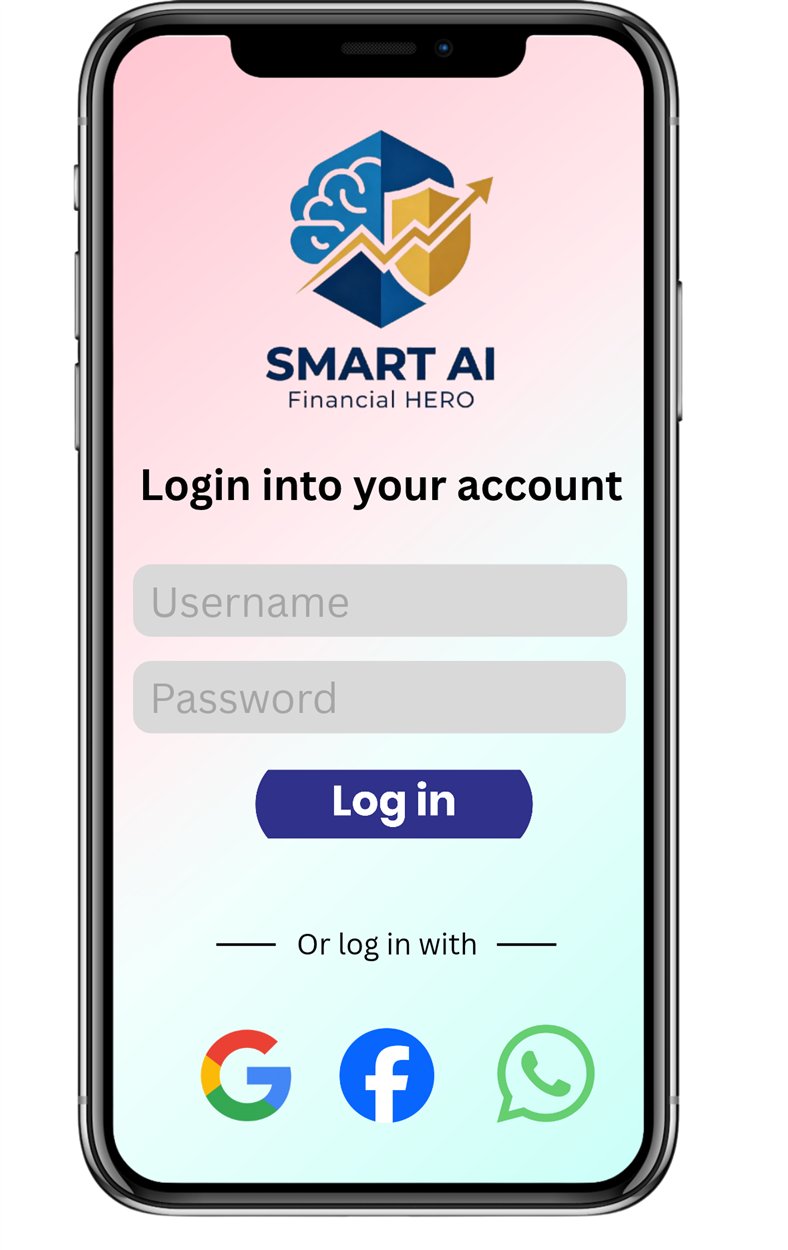 SMART AI
Financial HERO
Login into your account
Username
Password
Log in
Or log in with